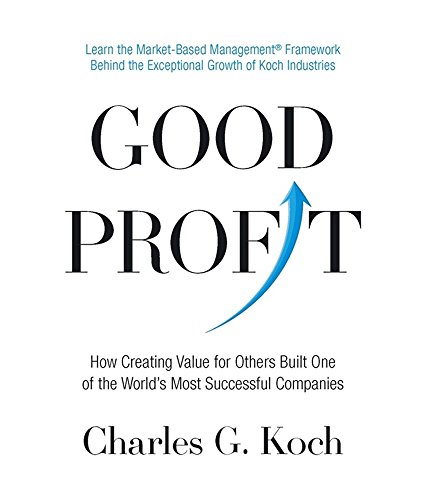 Learn the Market-Based Management® Framework
Behind the Exceptional Growth of Koch Industries
GOOD
PROFIT
How Creating Value for Others Built One
of the World's Most Successful Companies
Charles G. Koch